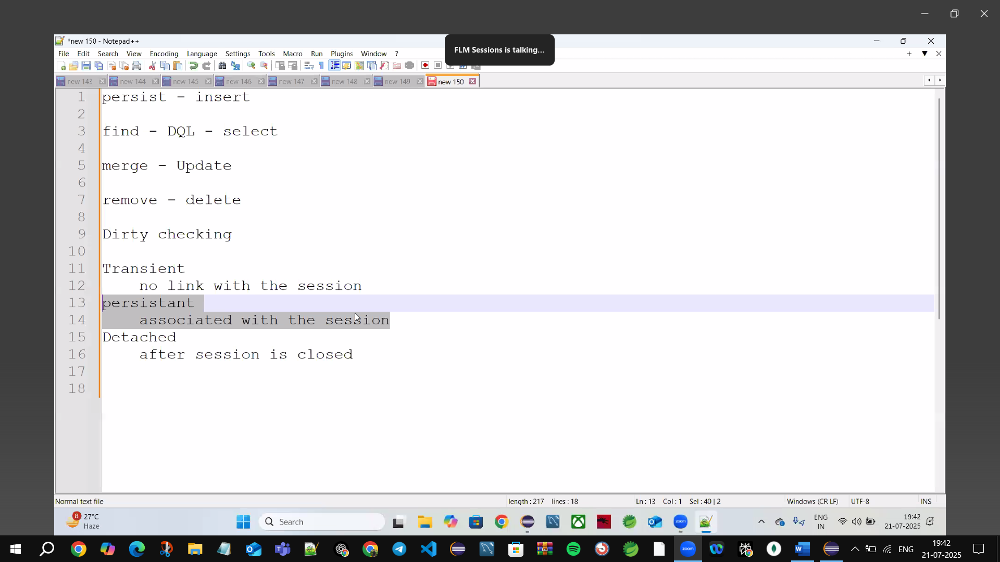 *new 150 - Notepad++
FLM Sessions is talking...
File Edit Search View Encoding Language Settings Tools Macro Run Plugins Window ?
new 143 new 144 new 145 new 146 new 147 new 148 new 149 new 150
1 persist - insert
2
3 find - DQL - select
4
5 merge - Update
6
7 remove - delete
8
9 Dirty checking
10
11 Transient
12 no link with the session
13 persistant
14 associated with the session
15 Detached
16 after session is closed
17
18
Normal text file length : 217 lines : 18 Ln : 13 Col : 1 Sel : 40 | 2 Windows (CR LF) UTF-8 INS
8 27°C
Haze
Search
zoom
ENG
IN
19:42
21-07-2025
zoom
ENG
19:42
21-07-2025